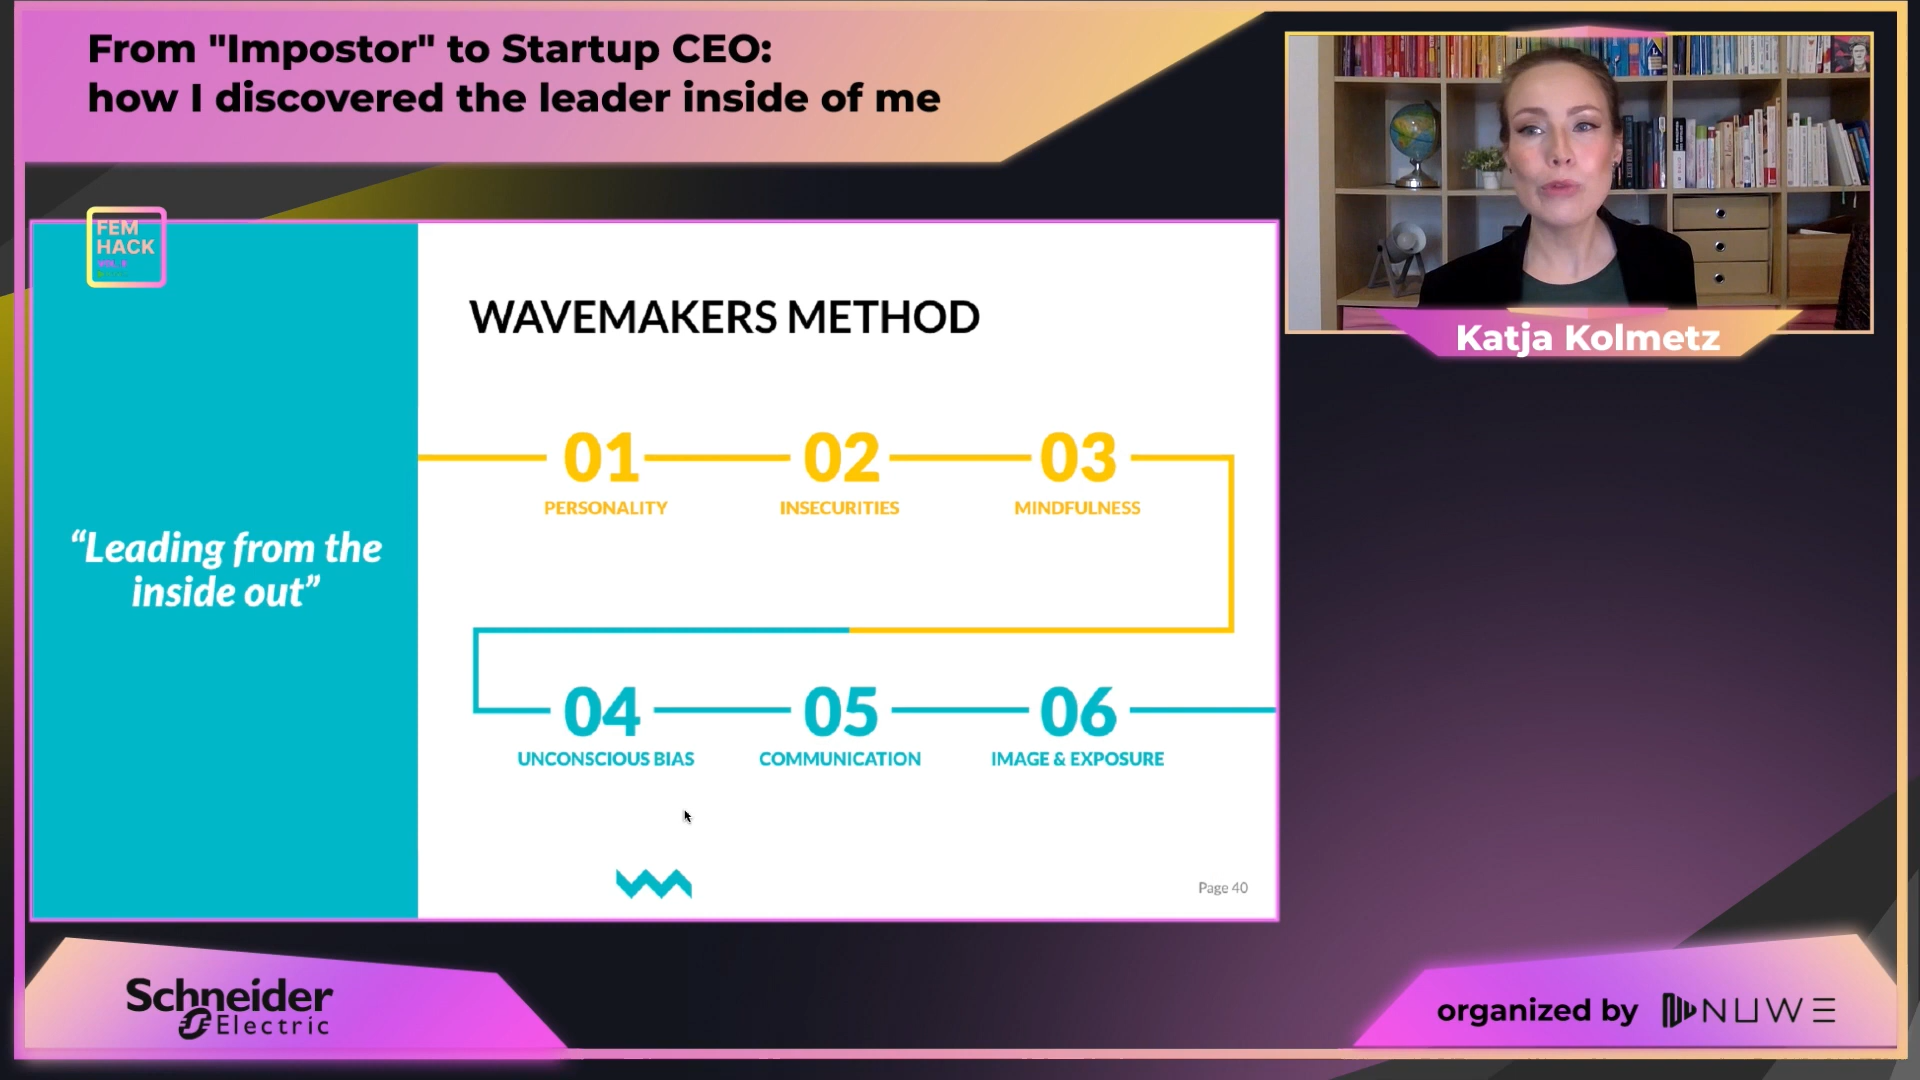 From "Impostor" to Startup CEO:
how I discovered the leader inside of me
Katja Kolmetz
FEM
HACK
“Leading from the
inside out”
WAVEMAKERS METHOD
01
02
03
PERSONALITY
INSECURITIES
MINDFULNESS
04
05
06
UNCONSCIOUS BIAS
COMMUNICATION
IMAGE & EXPOSURE
Page 40
Schneider
Electric
organized by NUWE